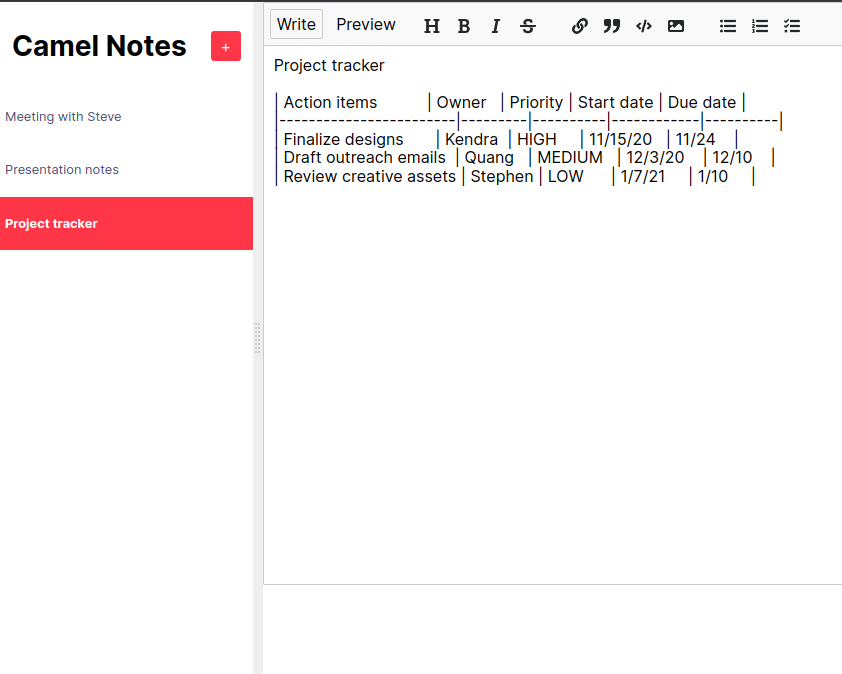 Camel Notes +
Meeting with Steve
Presentation notes
Project tracker
Write Preview H B I S
Project tracker
| Action items           | Owner   | Priority | Start date | Due date |
|------------------------|---------|----------|------------|----------|
| Finalize designs       | Kendra  | HIGH     | 11/15/20   | 11/24    |
| Draft outreach emails  | Quang   | MEDIUM   | 12/3/20    | 12/10    |
| Review creative assets | Stephen | LOW      | 1/7/21     | 1/10     |